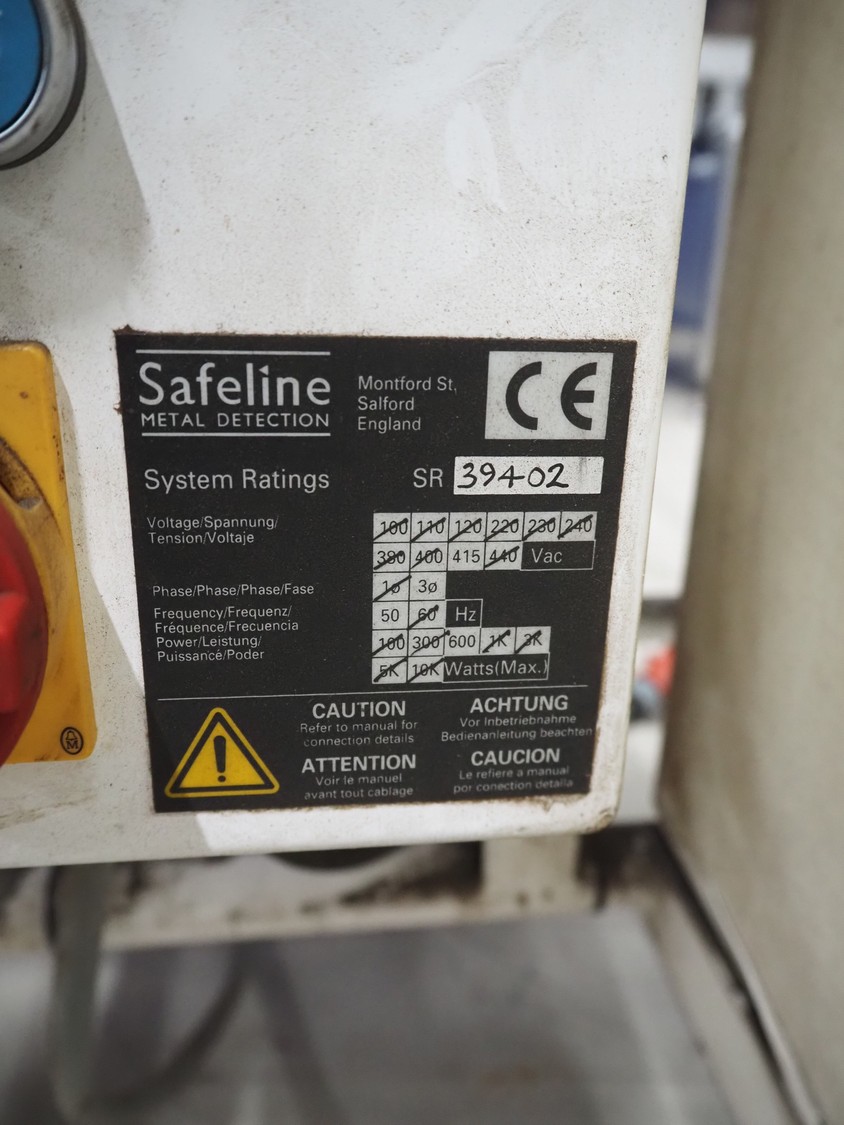 Safeline
METAL DETECTION
Montford St,
Salford
England
CE
System Ratings SR 39402
Voltage/Spannung/
Tension/Voltaje
100 110 120 220 230 240
380 400 415 440 Vac
Phase/Phase/Phase/Fase 1ø 3ø
Frequency/Frequenz/
Fréquence/Frecuencia
50 60 Hz
Power/Leistung/
Puissance/Poder
100 300 600 1K 3K
5K 10K Watts(Max.)
CAUTION
Refer to manual for
connection details
ACHTUNG
Vor Inbetriebnahme
Bedienanleitung beachten
ATTENTION
Voir le manuel
avant tout cablage
CAUCION
Le refiere a manual
por conection detalla